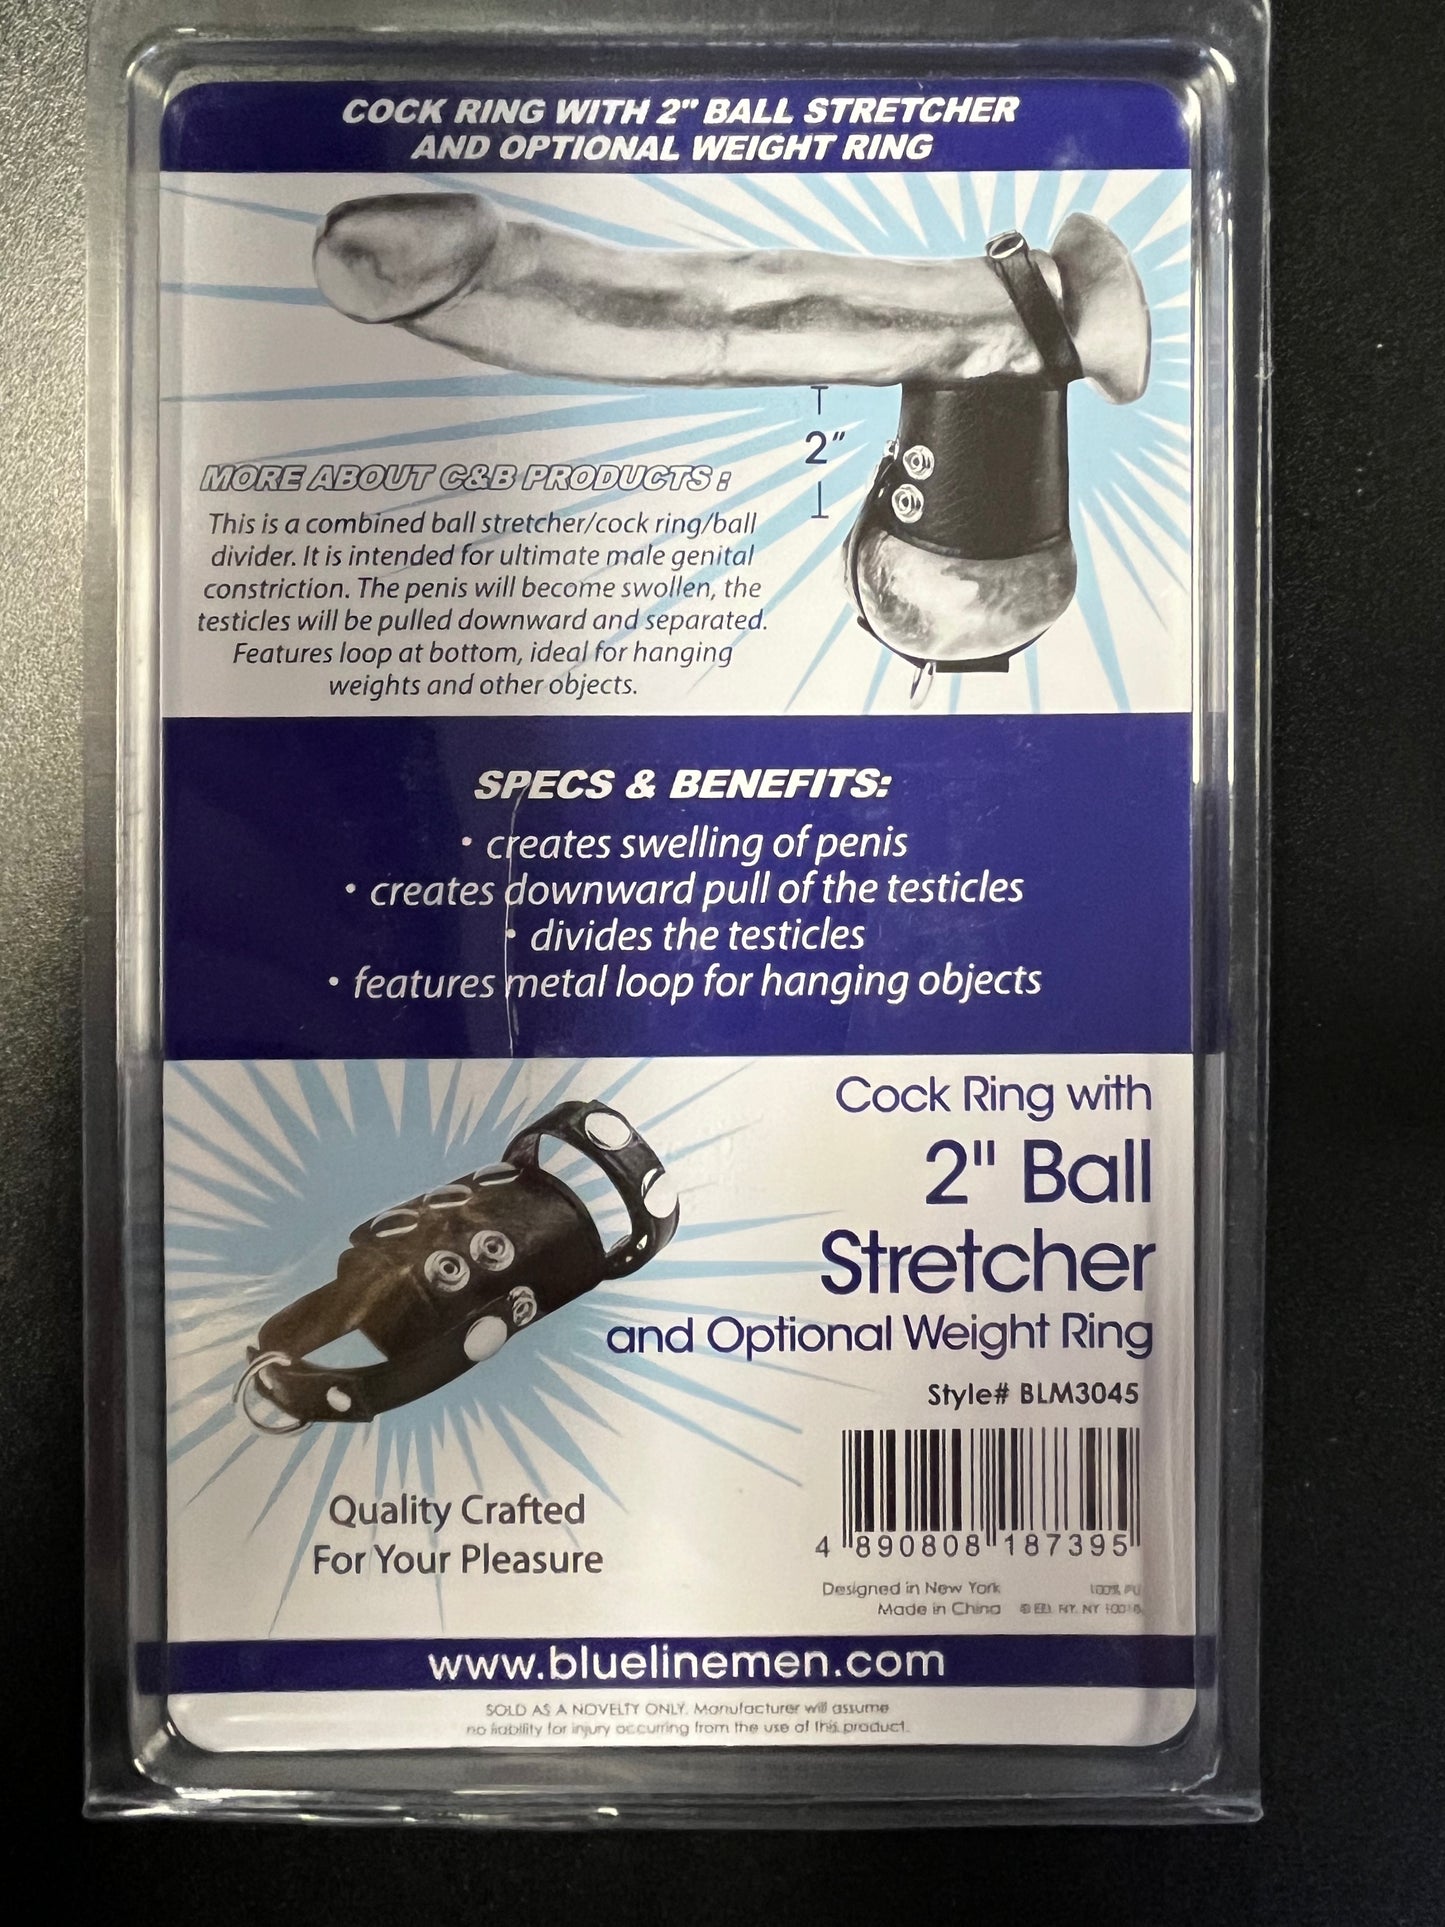 COCK RING WITH 2" BALL STRETCHER
AND OPTIONAL WEIGHT RING
2"
MORE ABOUT C&B PRODUCTS:
This is a combined ball stretcher/cock ring/ball
divider. It is intended for ultimate male genital
constriction. The penis will become swollen, the
testicles will be pulled downward and separated.
Features loop at bottom, ideal for hanging
weights and other objects.
SPECS & BENEFITS:
• creates swelling of penis
• creates downward pull of the testicles
• divides the testicles
• features metal loop for hanging objects
Cock Ring with
2" Ball
Stretcher
and Optional Weight Ring
Style# BLM3045
4 890808 187395
Quality Crafted
For Your Pleasure
Designed in New York
Made in China
100% PU
NY, NY
www.bluelinemen.com
SOLD AS A NOVELTY ONLY. Manufacturer will assume
no liability for injury occurring from the use of this product.